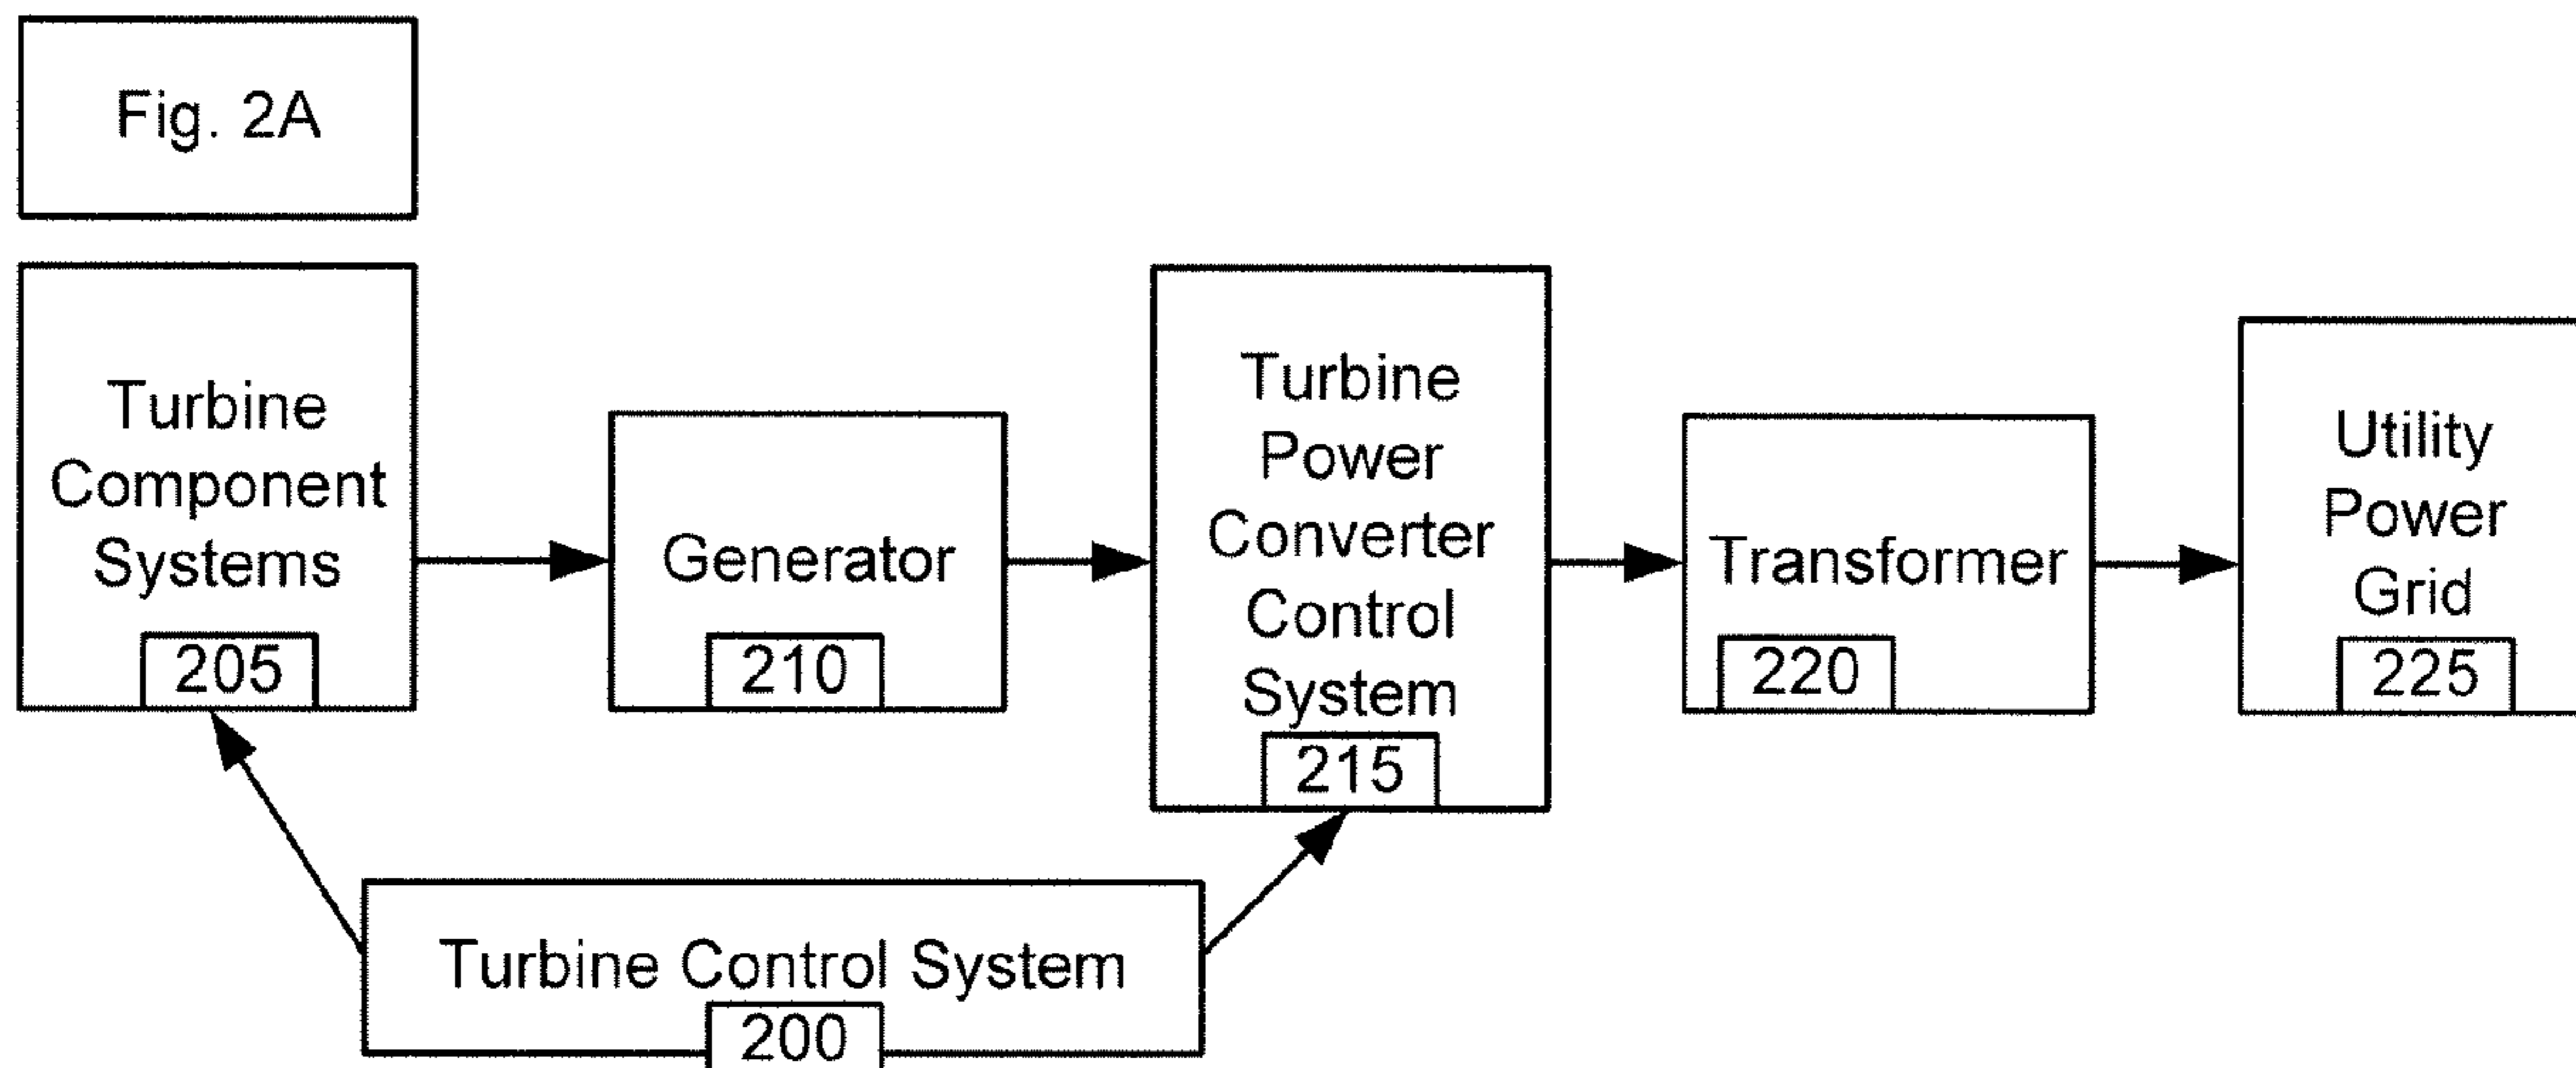 Fig. 2A
Turbine
Component
Systems
205
Generator
210
Turbine
Power
Converter
Control
System
215
Transformer
220
Utility
Power
Grid
225
Turbine Control System
200